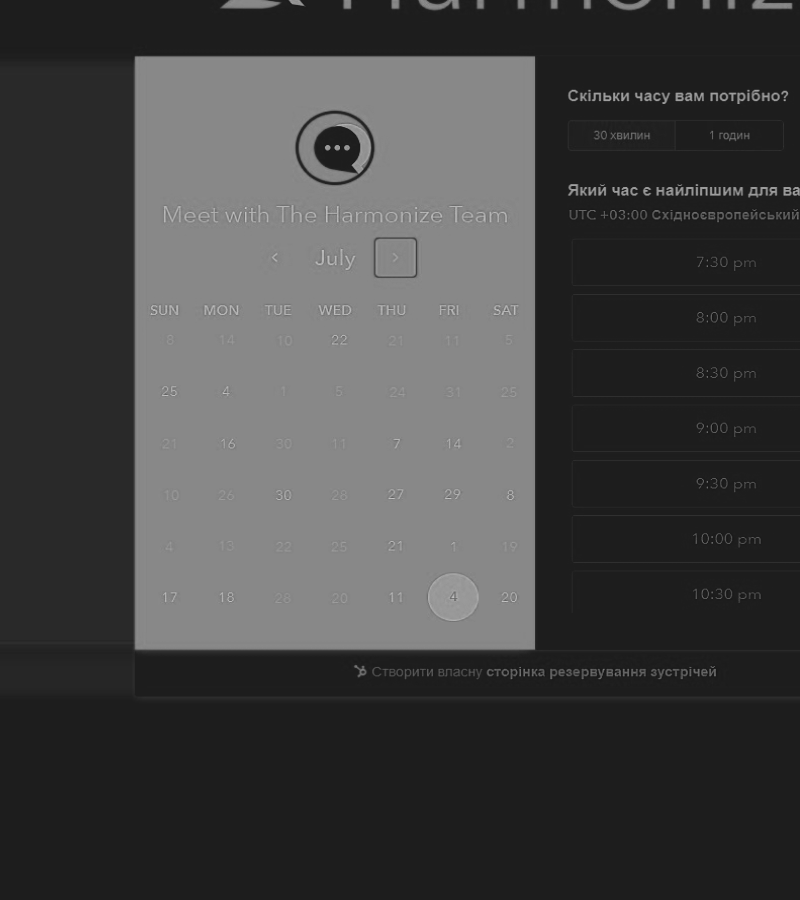 Harmoniz
Meet with The Harmonize Team
July
SUN MON TUE WED THU FRI SAT
8 14 10 22 21 11 5
25 4 1 5 24 31 25
21 16 30 11 7 14 2
10 26 30 28 27 29 8
4 13 22 25 21 1 19
17 18 28 20 11 4 20
Скільки часу вам потрібно?
30 хвилин 1 годин
Який час є найліпшим для ва
UTC +03:00 Східноєвропейський
7:30 pm
8:00 pm
8:30 pm
9:00 pm
9:30 pm
10:00 pm
10:30 pm
Створити власну сторінка резервування зустрічей